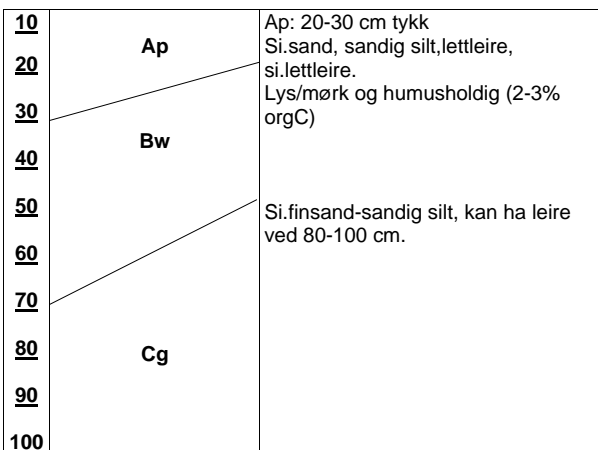 10
20
30
40
50
60
70
80
90
100
Ap
Bw
Cg
Ap: 20-30 cm tykk
Si.sand, sandig silt,lettleire,
si.lettleire.
Lys/mørk og humusholdig (2-3%
orgC)
Si.finsand-sandig silt, kan ha leire
ved 80-100 cm.